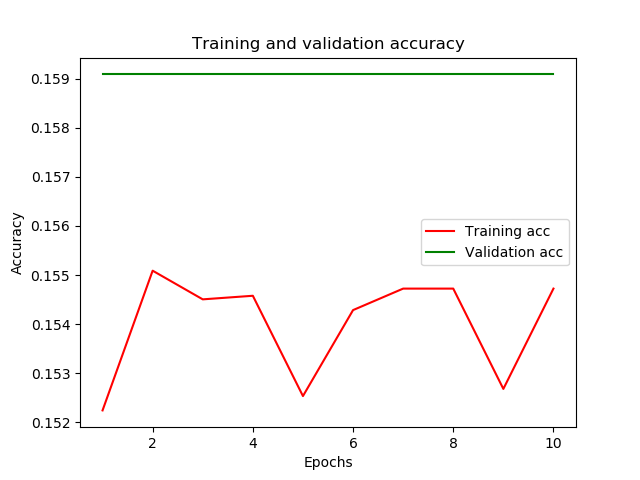 Training and validation accuracy
0.159
0.158
0.157
0.156
0.155
0.154
0.153
0.152
Accuracy
Training acc
Validation acc
2
4
6
8
10
Epochs